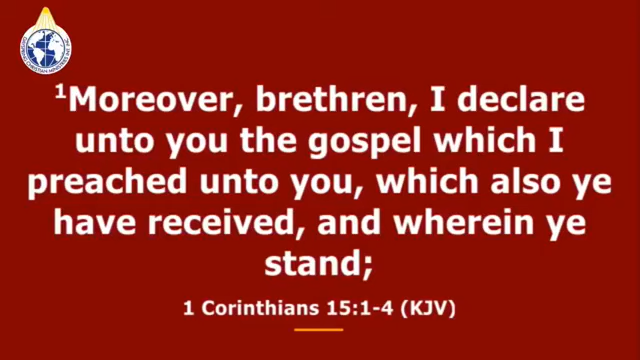 ¹Moreover, brethren, I declare
unto you the gospel which I
preached unto you, which also ye
have received, and wherein ye
stand;
1 Corinthians 15:1-4 (KJV)